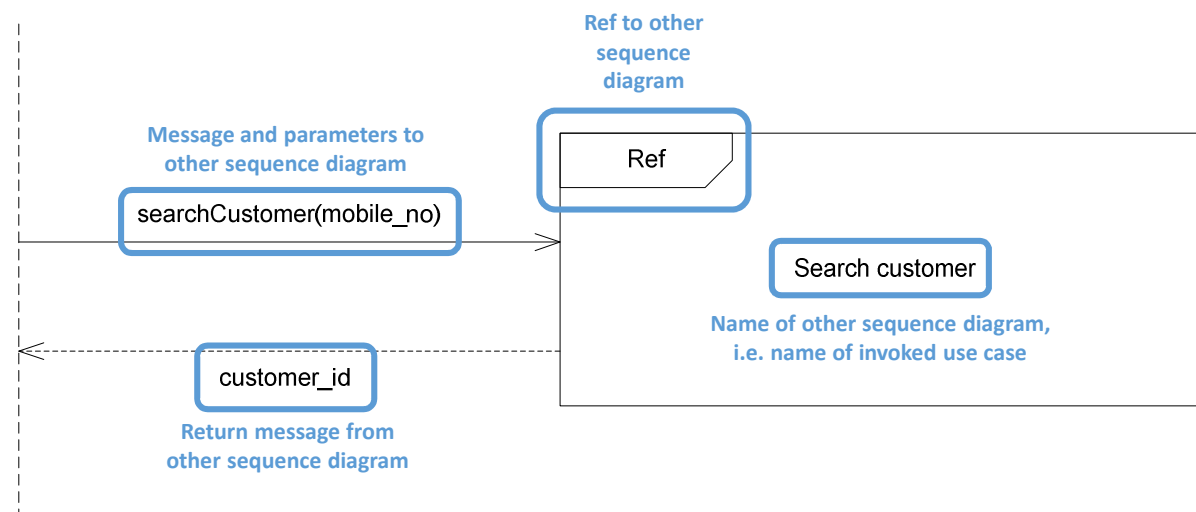 Ref to other
sequence
diagram
Message and parameters to
other sequence diagram
Ref
searchCustomer(mobile_no)
Search customer
Name of other sequence diagram,
i.e. name of invoked use case
customer_id
Return message from
other sequence diagram